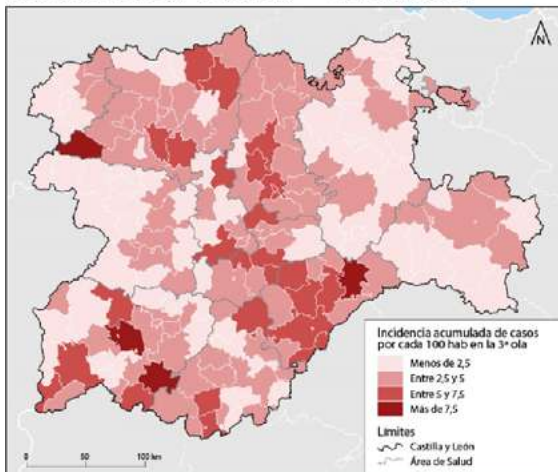 N
Incidencia acumulada de casos
por cada 100 hab en la 3ª ola
Menos de 2,5
Entre 2,5 y 5
Entre 5 y 7,5
Más de 7,5
Límites
Castilla y León
Área de Salud
0 50 100 km